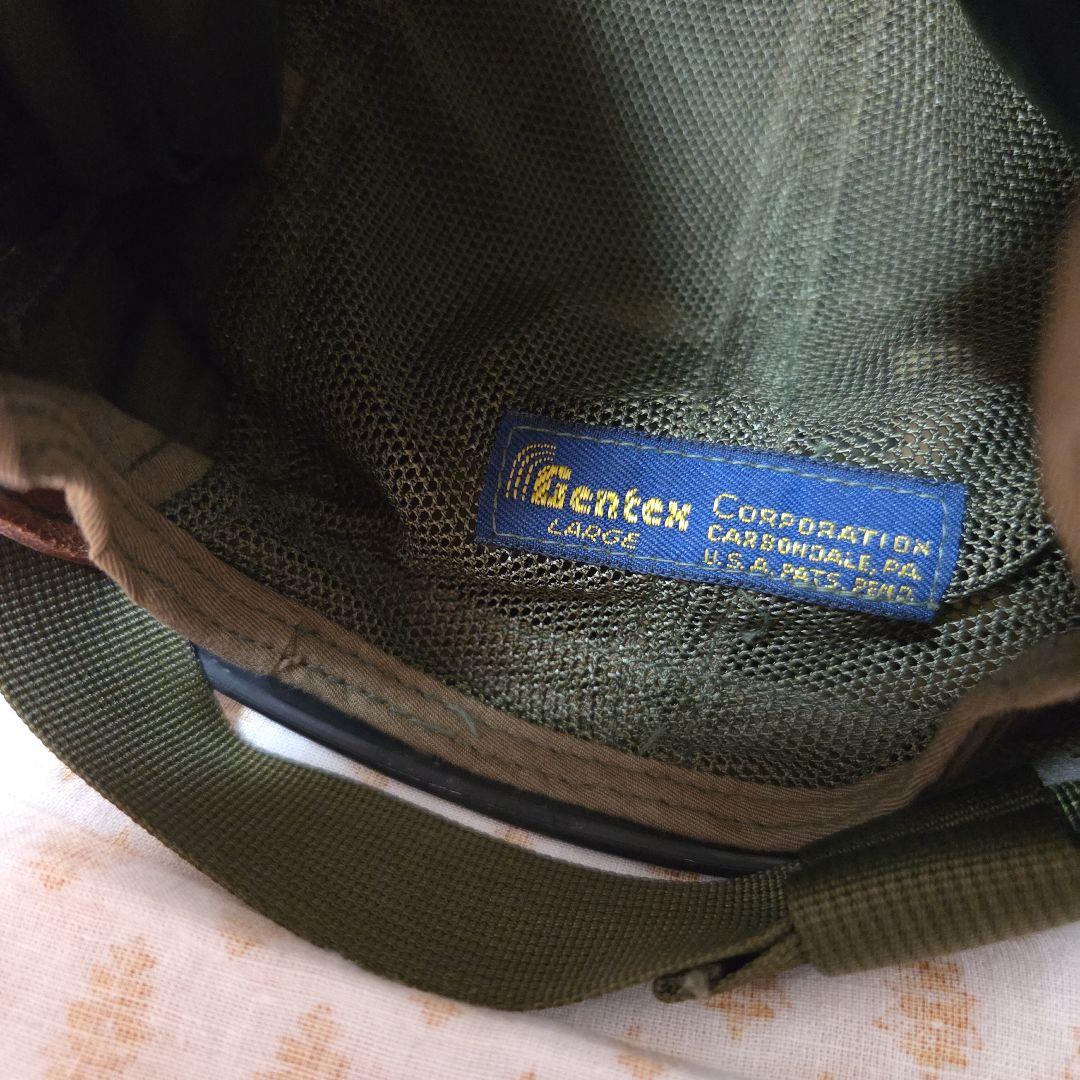 Gentex CORPORATION
LARGE CARBONDALE, PA.
U.S.A. PATS. PEND.